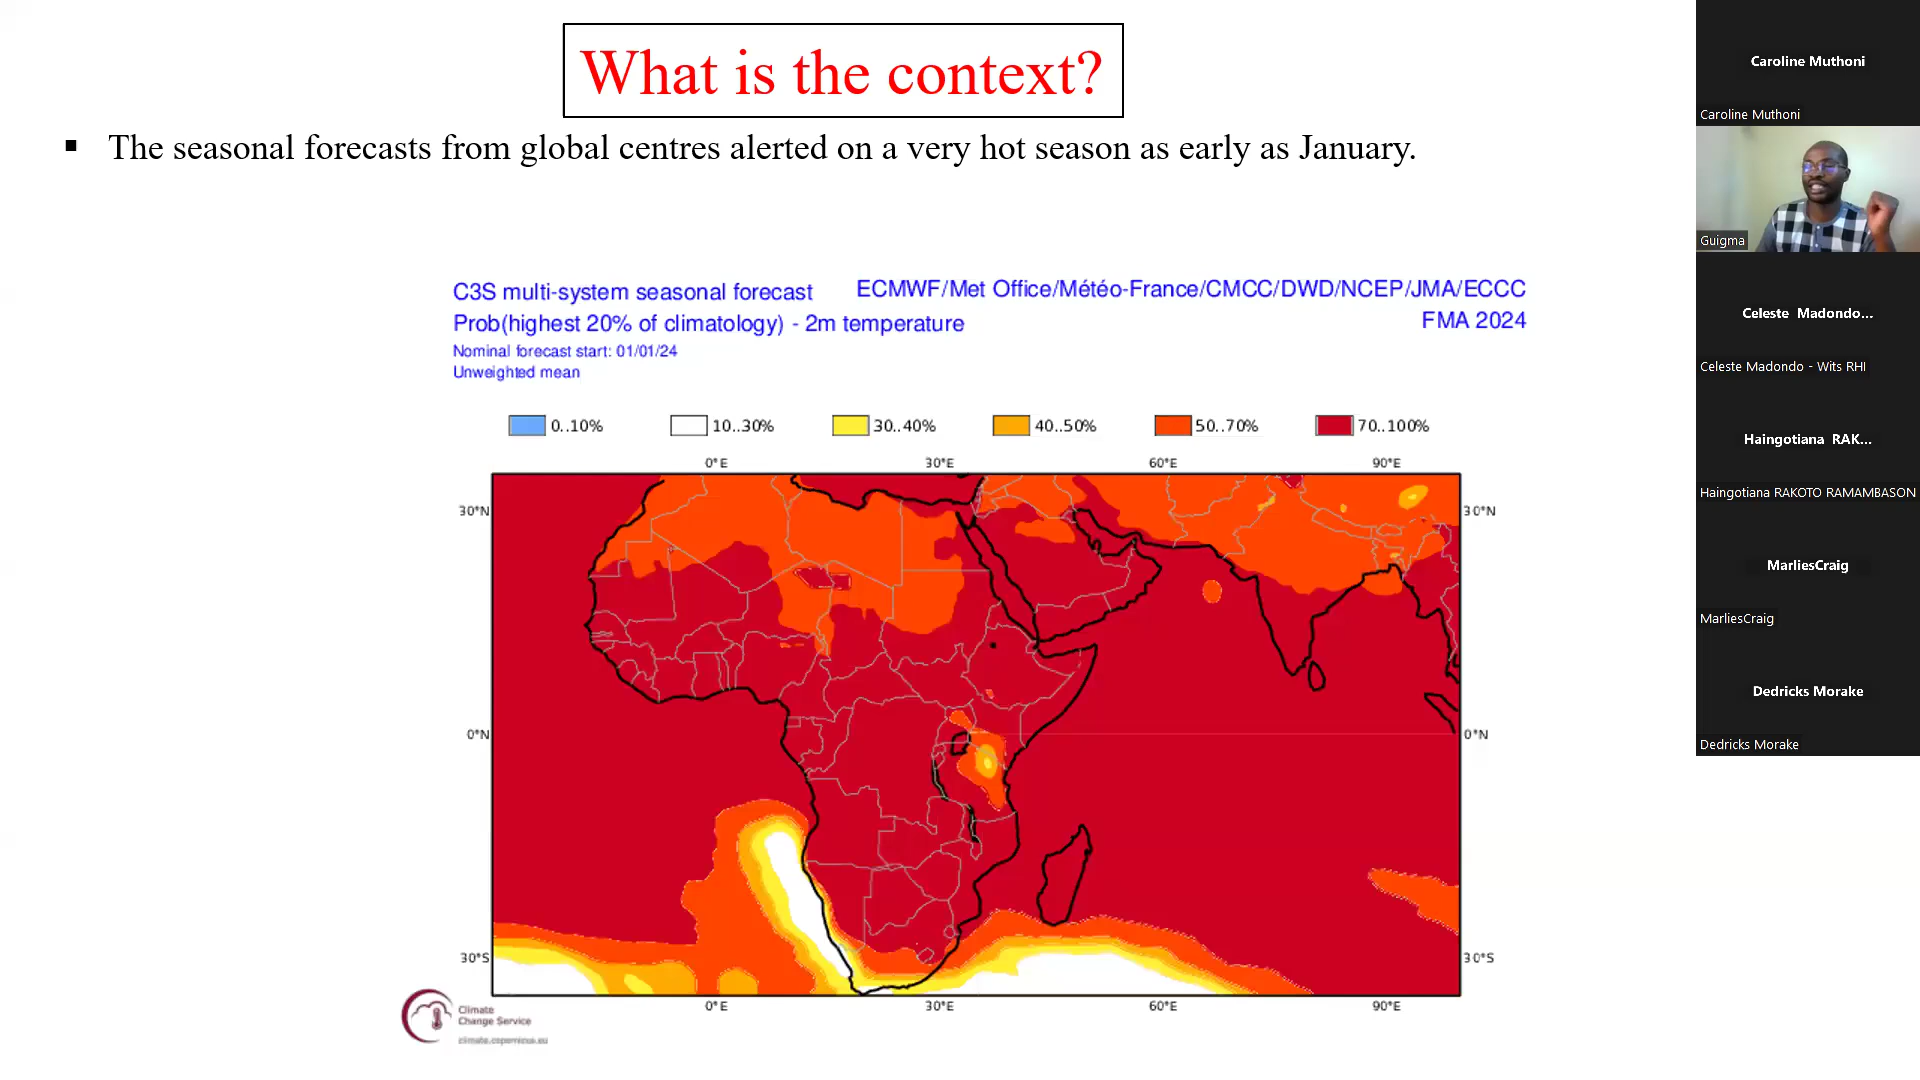 What is the context?
▪ The seasonal forecasts from global centres alerted on a very hot season as early as January.
C3S multi-system seasonal forecast ECMWF/Met Office/Météo-France/CMCC/DWD/NCEP/JMA/ECCC
Prob(highest 20% of climatology) - 2m temperature FMA 2024
Nominal forecast start: 01/01/24
Unweighted mean
0..10% 10..30% 30..40% 40..50% 50..70% 70..100%
0°E 30°E 60°E 90°E
30°N 30°N
0°N 0°N
30°S 30°S
0°E 30°E 60°E 90°E
Climate
Change Service
climate.copernicus.eu
Caroline Muthoni
Caroline Muthoni
Guigma
Celeste Madondo...
Celeste Madondo - Wits RHI
Haingotiana RAK...
Haingotiana RAKOTO RAMAMBASON
MarliesCraig
MarliesCraig
Dedricks Morake
Dedricks Morake